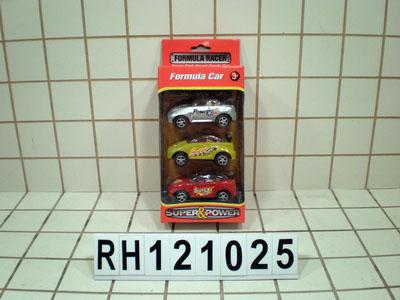 FORMULA RACER
Formula Car
3+
SUPER&POWER
RH121025